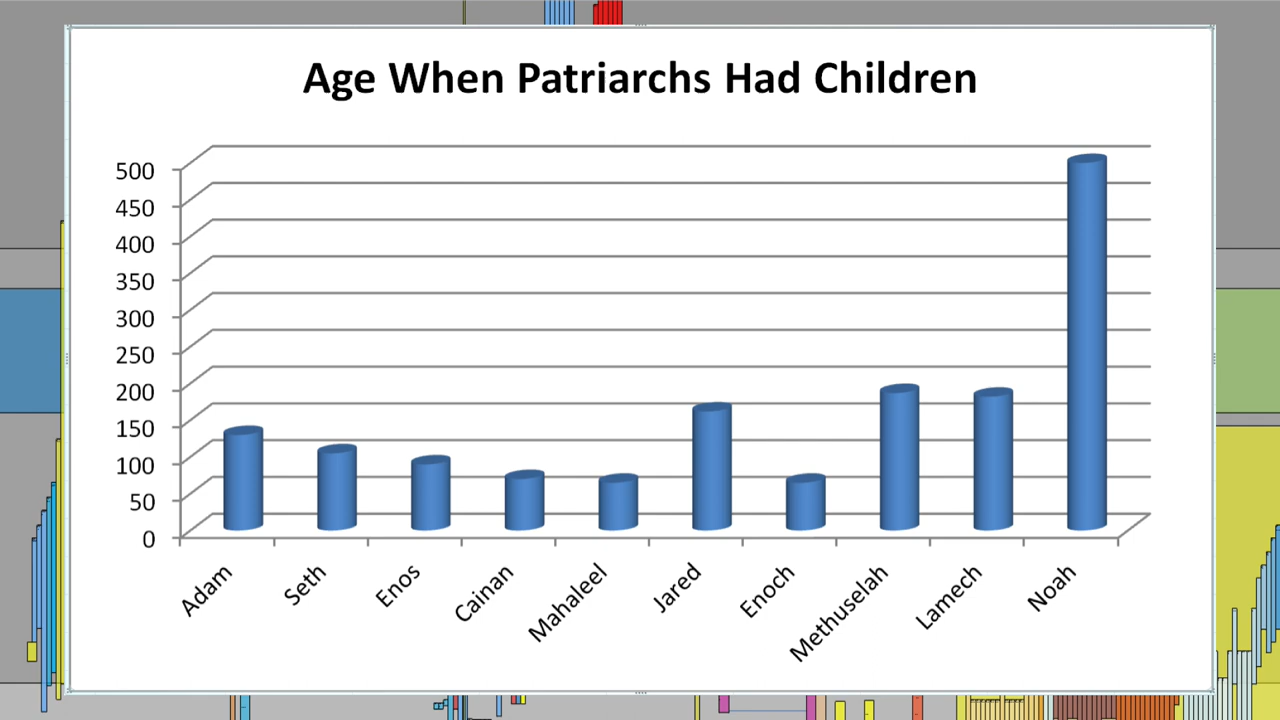 Age When Patriarchs Had Children
500
450
400
350
300
250
200
150
100
50
0
Adam
Seth
Enos
Cainan
Mahaleel
Jared
Enoch
Methuselah
Lamech
Noah